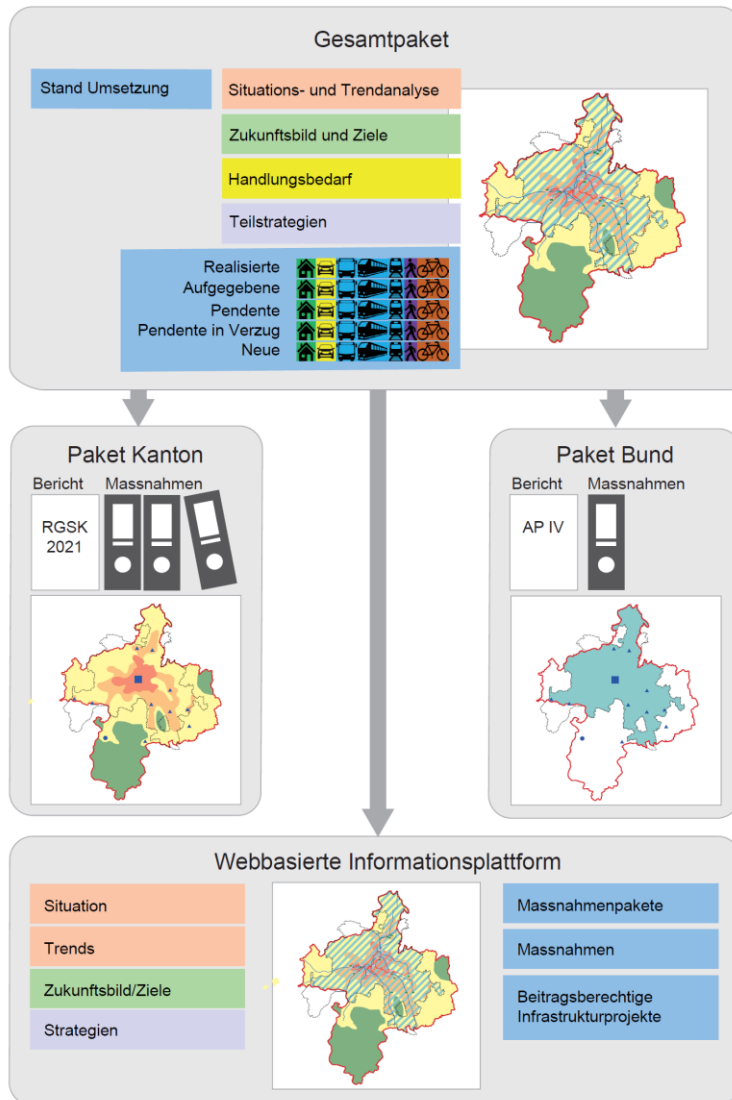 Gesamtpaket
Stand Umsetzung
Situations- und Trendanalyse
Zukunftsbild und Ziele
Handlungsbedarf
Teilstrategien
Realisierte
Aufgegebene
Pendente
Pendente in Verzug
Neue
Paket Kanton
Bericht
Massnahmen
RGSK
2021
Paket Bund
Bericht
Massnahmen
AP IV
Webbasierte Informationsplattform
Situation
Trends
Zukunftsbild/Ziele
Strategien
Massnahmenpakete
Massnahmen
Beitragsberechtige
Infrastrukturprojekte